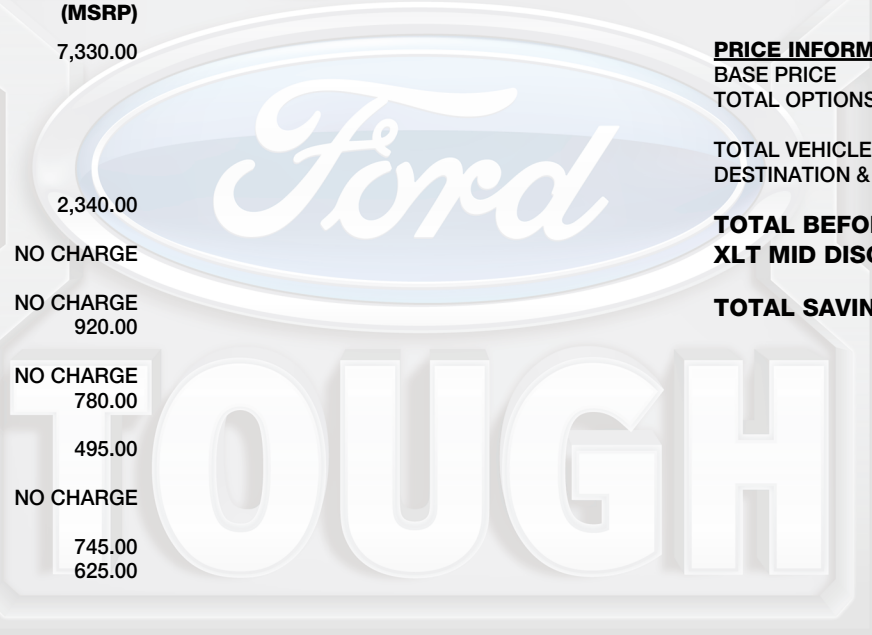 (MSRP)
7,330.00
2,340.00
NO CHARGE
NO CHARGE
920.00
NO CHARGE
780.00
495.00
NO CHARGE
745.00
625.00
PRICE INFORM
BASE PRICE
TOTAL OPTIONS
TOTAL VEHICLE
DESTINATION &
TOTAL BEFO
XLT MID DISC
TOTAL SAVIN
Ford
TOUGH